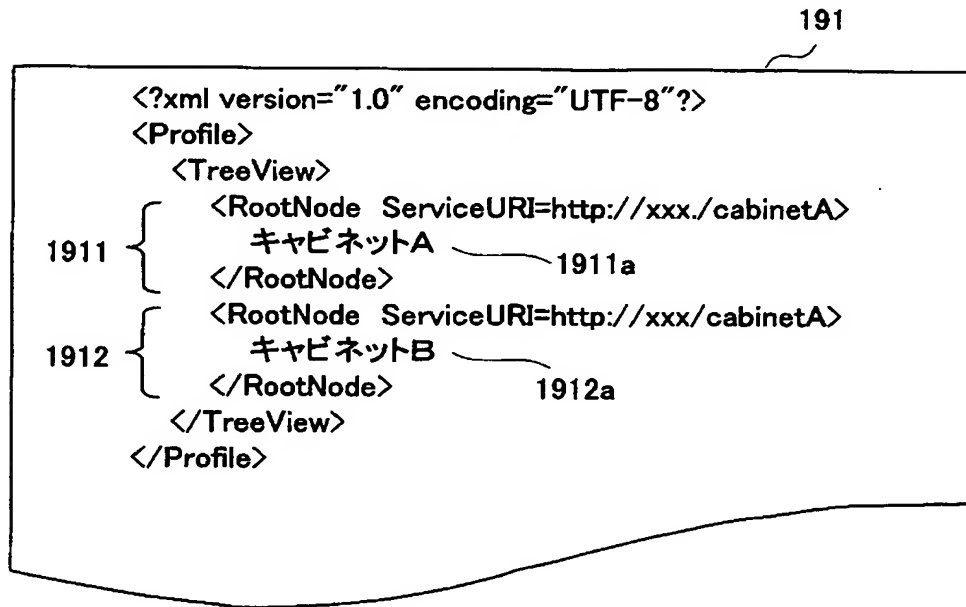 191
<?xml version="1.0" encoding="UTF-8"?>
<Profile>
<TreeView>
<RootNode ServiceURI=http://xxx./cabinetA>
1911 キャビネットA 1911a
</RootNode>
<RootNode ServiceURI=http://xxx/cabinetA>
1912 キャビネットB 1912a
</RootNode>
</TreeView>
</Profile>